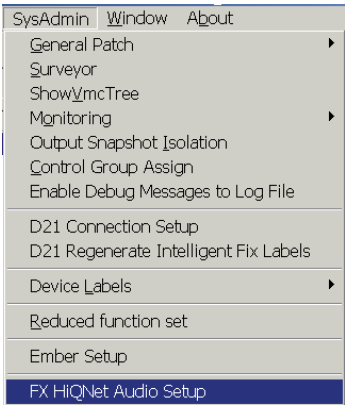 SysAdmin Window About
General Patch
Surveyor
ShowVmcTree
Monitoring
Output Snapshot Isolation
Control Group Assign
Enable Debug Messages to Log File
D21 Connection Setup
D21 Regenerate Intelligent Fix Labels
Device Labels
Reduced function set
Ember Setup
FX HiQNet Audio Setup